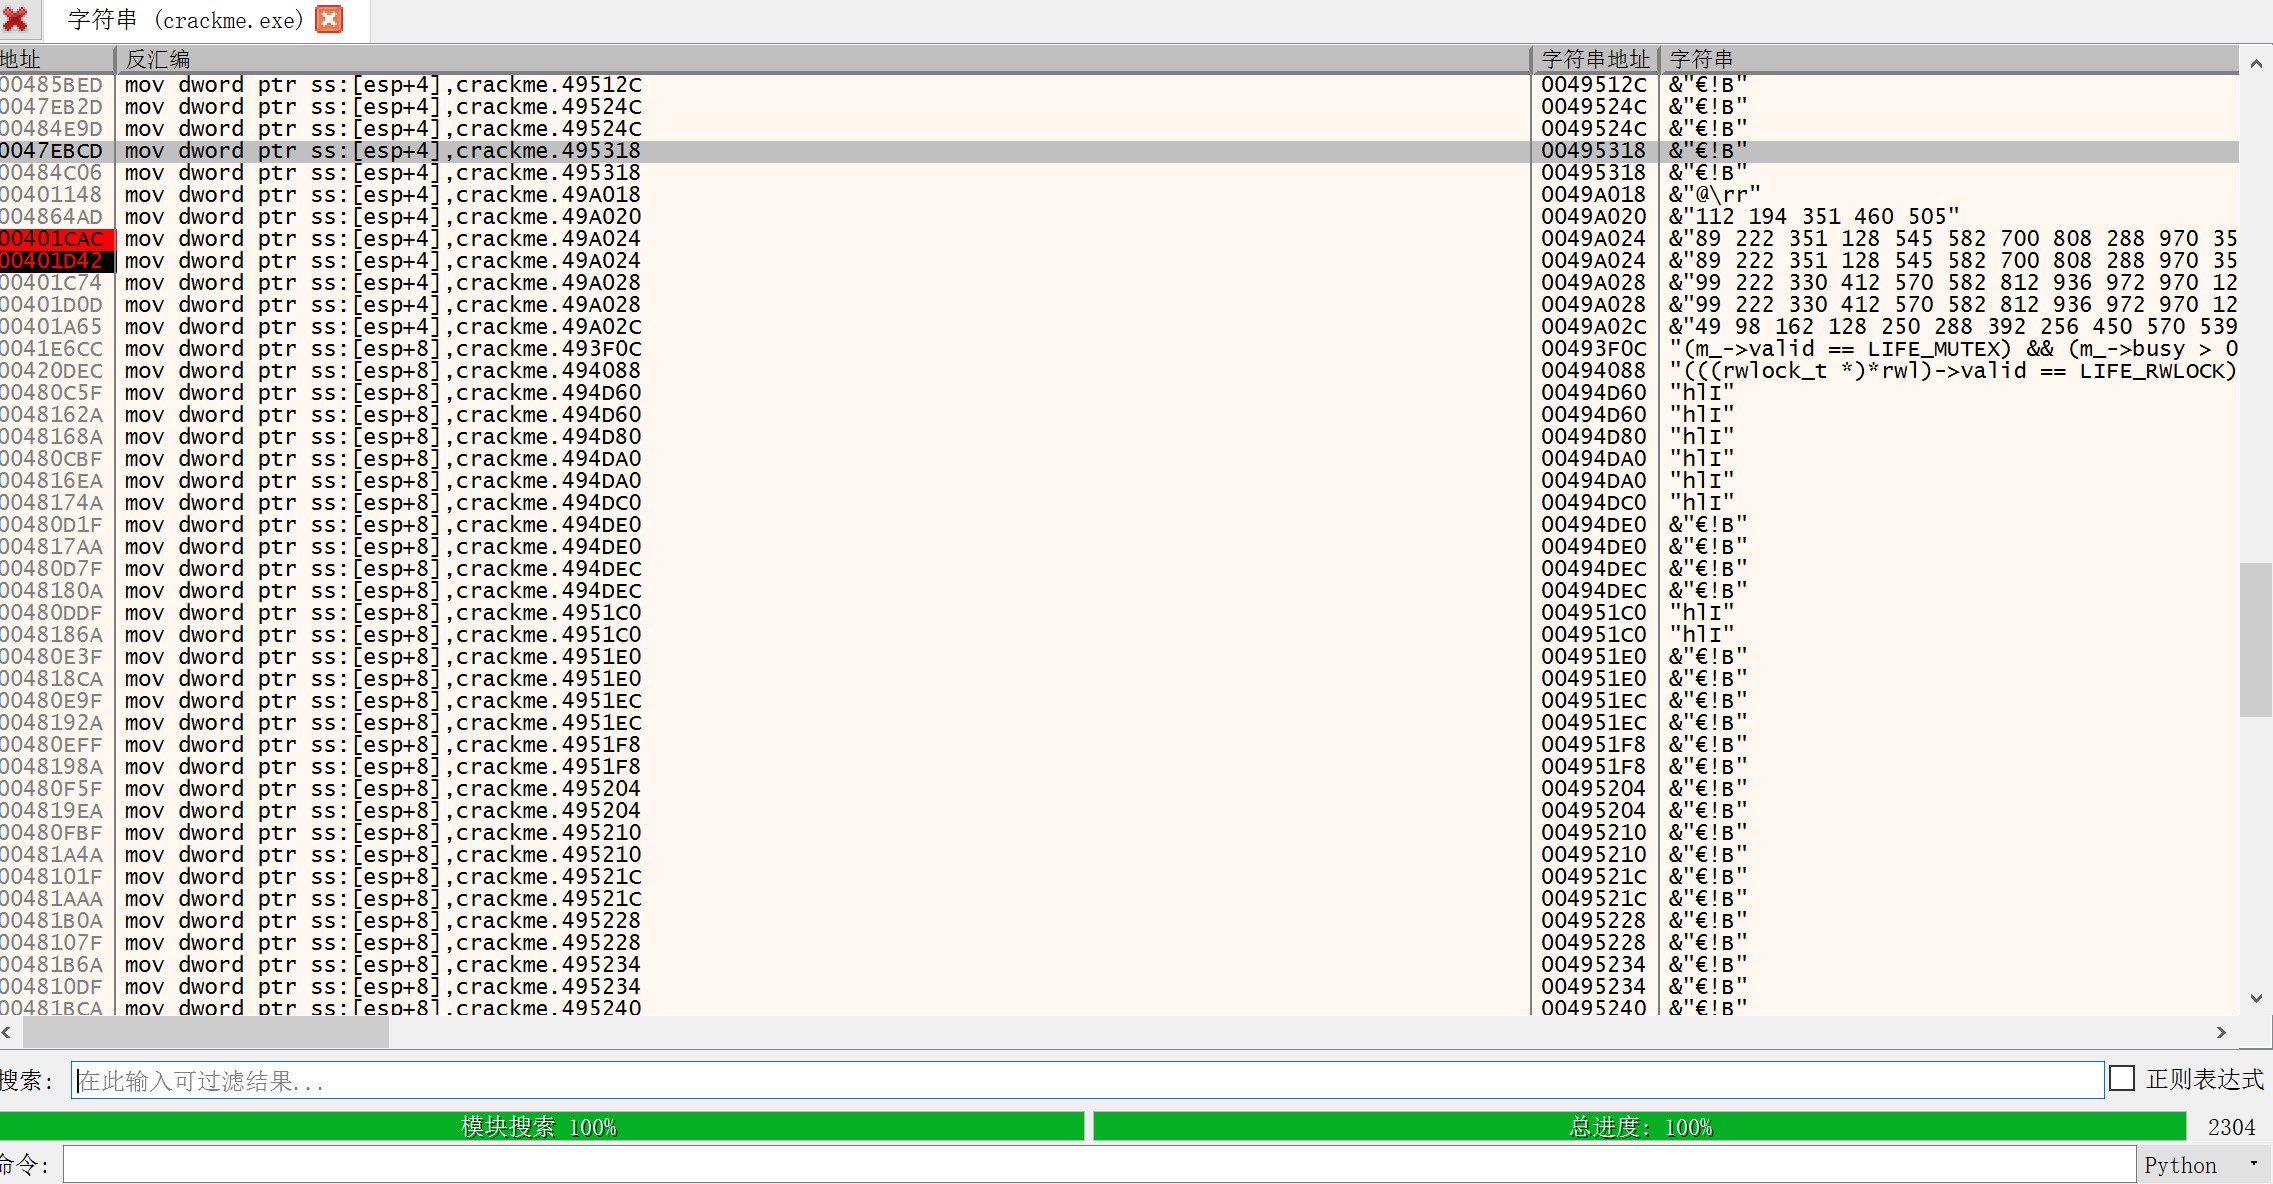 字符串 (crackme.exe)
地址 反汇编 字符串地址 字符串
00485BED mov dword ptr ss:[esp+4],crackme.49512C 0049512C &"€!B"
0047EB2D mov dword ptr ss:[esp+4],crackme.49524C 0049524C &"€!B"
00484E9D mov dword ptr ss:[esp+4],crackme.49524C 0049524C &"€!B"
0047EBCD mov dword ptr ss:[esp+4],crackme.495318 00495318 &"€!B"
00484C06 mov dword ptr ss:[esp+4],crackme.495318 00495318 &"€!B"
00401148 mov dword ptr ss:[esp+4],crackme.49A018 0049A018 &"@\rr"
004864AD mov dword ptr ss:[esp+4],crackme.49A020 0049A020 &"112 194 351 460 505"
00401CAC mov dword ptr ss:[esp+4],crackme.49A024 0049A024 &"89 222 351 128 545 582 700 808 288 970 35
00401D42 mov dword ptr ss:[esp+4],crackme.49A024 0049A024 &"89 222 351 128 545 582 700 808 288 970 35
00401C74 mov dword ptr ss:[esp+4],crackme.49A028 0049A028 &"99 222 330 412 570 582 812 936 972 970 12
00401D0D mov dword ptr ss:[esp+4],crackme.49A028 0049A028 &"99 222 330 412 570 582 812 936 972 970 12
00401A65 mov dword ptr ss:[esp+4],crackme.49A02C 0049A02C &"49 98 162 128 250 288 392 256 450 570 539
0041E6CC mov dword ptr ss:[esp+8],crackme.493F0C 00493F0C "(m_->valid == LIFE_MUTEX) && (m_->busy > 0
00420DEC mov dword ptr ss:[esp+8],crackme.494088 00494088 "(((rwlock_t *)*rwl)->valid == LIFE_RWLOCK)
00480C5F mov dword ptr ss:[esp+8],crackme.494D60 00494D60 "hlI"
0048162A mov dword ptr ss:[esp+8],crackme.494D60 00494D60 "hlI"
0048168A mov dword ptr ss:[esp+8],crackme.494D80 00494D80 "hlI"
00480CBF mov dword ptr ss:[esp+8],crackme.494DA0 00494DA0 "hlI"
004816EA mov dword ptr ss:[esp+8],crackme.494DA0 00494DA0 "hlI"
0048174A mov dword ptr ss:[esp+8],crackme.494DC0 00494DC0 "hlI"
00480D1F mov dword ptr ss:[esp+8],crackme.494DE0 00494DE0 &"€!B"
004817AA mov dword ptr ss:[esp+8],crackme.494DE0 00494DE0 &"€!B"
00480D7F mov dword ptr ss:[esp+8],crackme.494DEC 00494DEC &"€!B"
0048180A mov dword ptr ss:[esp+8],crackme.494DEC 00494DEC &"€!B"
00480DDF mov dword ptr ss:[esp+8],crackme.4951C0 004951C0 "hlI"
0048186A mov dword ptr ss:[esp+8],crackme.4951C0 004951C0 "hlI"
00480E3F mov dword ptr ss:[esp+8],crackme.4951E0 004951E0 &"€!B"
004818CA mov dword ptr ss:[esp+8],crackme.4951E0 004951E0 &"€!B"
00480E9F mov dword ptr ss:[esp+8],crackme.4951EC 004951EC &"€!B"
0048192A mov dword ptr ss:[esp+8],crackme.4951EC 004951EC &"€!B"
00480EFF mov dword ptr ss:[esp+8],crackme.4951F8 004951F8 &"€!B"
0048198A mov dword ptr ss:[esp+8],crackme.4951F8 004951F8 &"€!B"
00480F5F mov dword ptr ss:[esp+8],crackme.495204 00495204 &"€!B"
004819EA mov dword ptr ss:[esp+8],crackme.495204 00495204 &"€!B"
00480FBF mov dword ptr ss:[esp+8],crackme.495210 00495210 &"€!B"
00481A4A mov dword ptr ss:[esp+8],crackme.495210 00495210 &"€!B"
0048101F mov dword ptr ss:[esp+8],crackme.49521C 0049521C &"€!B"
00481AAA mov dword ptr ss:[esp+8],crackme.49521C 0049521C &"€!B"
00481B0A mov dword ptr ss:[esp+8],crackme.495228 00495228 &"€!B"
0048107F mov dword ptr ss:[esp+8],crackme.495228 00495228 &"€!B"
00481B6A mov dword ptr ss:[esp+8],crackme.495234 00495234 &"€!B"
004810DF mov dword ptr ss:[esp+8],crackme.495234 00495234 &"€!B"
00481BCA mov dword ptr ss:[esp+8],crackme.495240 00495240 &"€!B"
搜索: 在此输入可过滤结果... 正则表达式
模块搜索 100% 总进度: 100% 2304
命令: Python